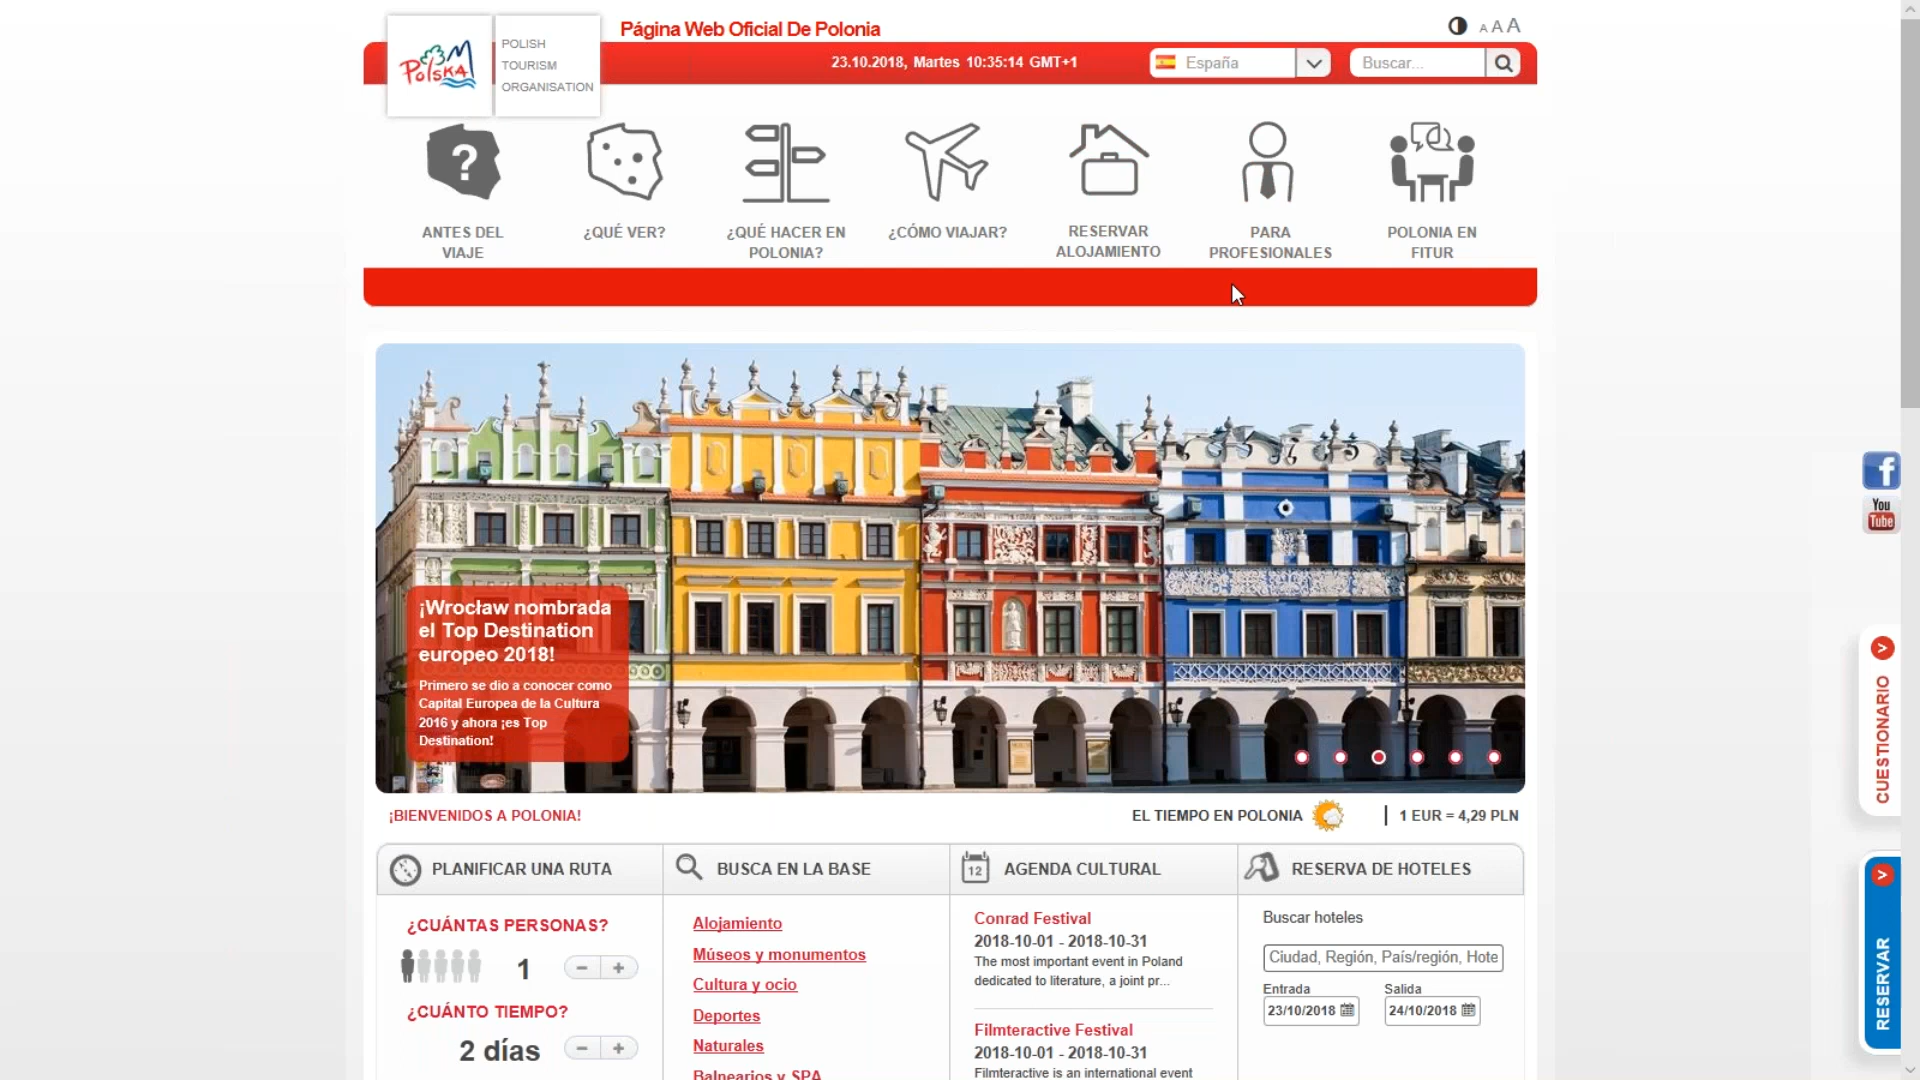 Página Web Oficial De Polonia
A A A
Polska
POLISH
TOURISM
ORGANISATION
23.10.2018, Martes 10:35:14 GMT+1
España
Buscar...
?
ANTES DEL
VIAJE
¿QUÉ VER?
¿QUÉ HACER EN
POLONIA?
¿CÓMO VIAJAR?
RESERVAR
ALOJAMIENTO
PARA
PROFESIONALES
POLONIA EN
FITUR
f
You
Tube
¡Wrocław nombrada
el Top Destination
europeo 2018!
Primero se dio a conocer como
Capital Europea de la Cultura
2016 y ahora ¡es Top
Destination!
CUESTIONARIO
¡BIENVENIDOS A POLONIA!
EL TIEMPO EN POLONIA
1 EUR = 4,29 PLN
PLANIFICAR UNA RUTA
BUSCA EN LA BASE
12
AGENDA CULTURAL
RESERVA DE HOTELES
¿CUÁNTAS PERSONAS?
1
− +
¿CUÁNTO TIEMPO?
2 días
− +
Alojamiento
Múseos y monumentos
Cultura y ocio
Deportes
Naturales
Balnearios y SPA
Conrad Festival
2018-10-01 - 2018-10-31
The most important event in Poland
dedicated to literature, a joint pr...
Filmteractive Festival
2018-10-01 - 2018-10-31
Filmteractive is an international event
Buscar hoteles
Ciudad, Región, País/región, Hote
Entrada
Salida
23/10/2018
24/10/2018
RESERVAR